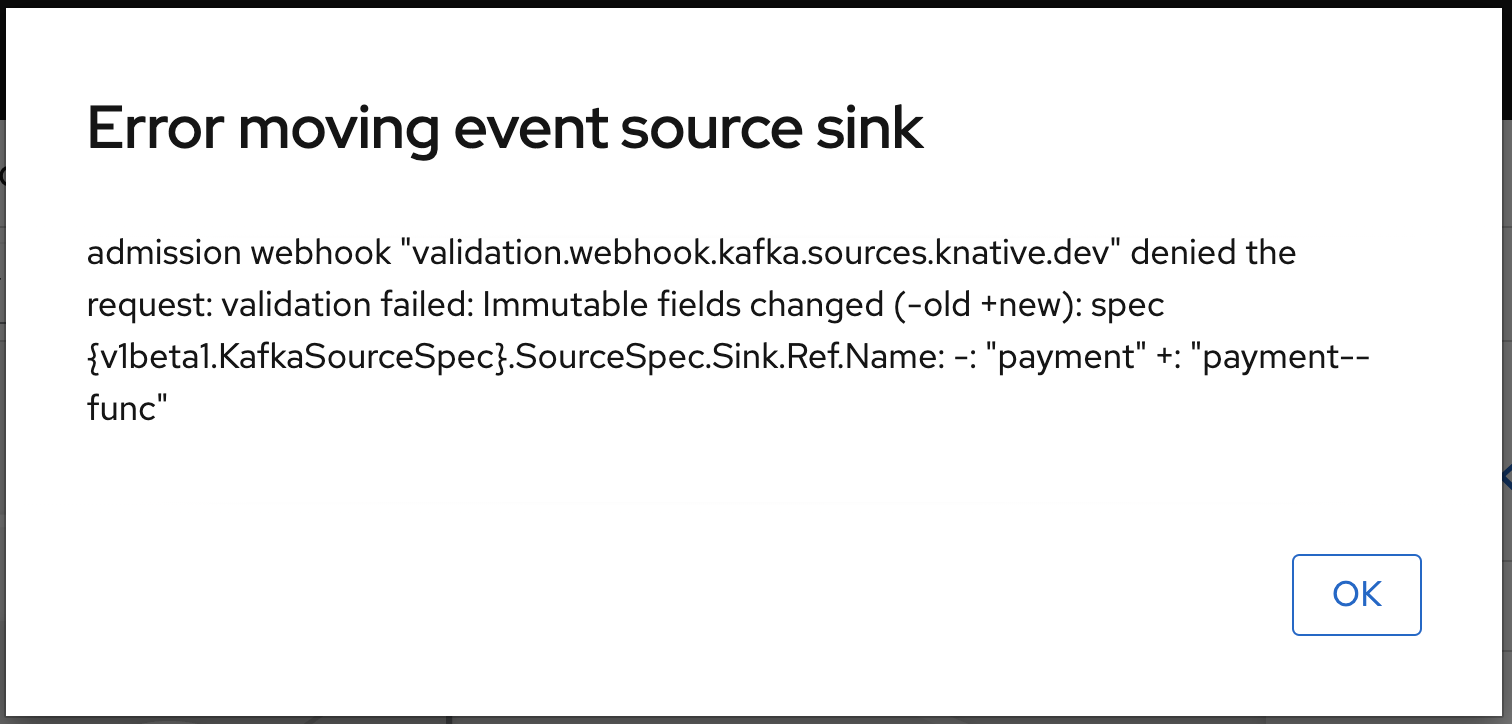 Error moving event source sink
admission webhook "validation.webhook.kafka.sources.knative.dev" denied the
request: validation failed: Immutable fields changed (-old +new): spec
{v1beta1.KafkaSourceSpec}.SourceSpec.Sink.Ref.Name: -: "payment" +: "payment--
func"
OK